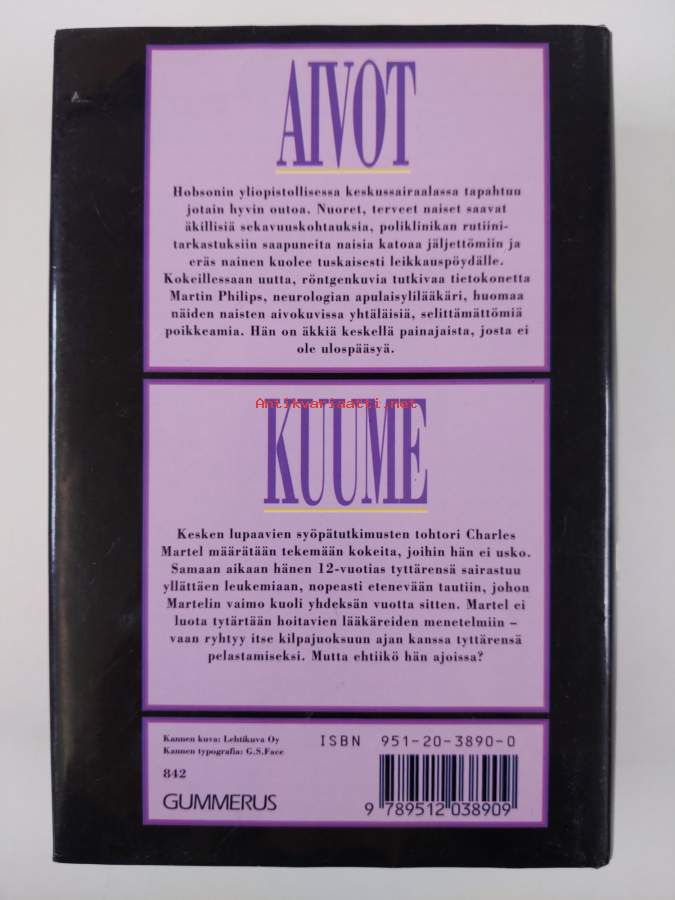 AIVOT
Hobsonin yliopistollisessa keskussairaalassa tapahtuu
jotain hyvin outoa. Nuoret, terveet naiset saavat
äkillisiä sekavuuskohtauksia, poliklinikan rutiini-
tarkastuksiin saapuneita naisia katoaa jäljettömiin ja
eräs nainen kuolee tuskaisesti leikkauspöydälle.
Kokeillessaan uutta, röntgenkuvia tutkivaa tietokonetta
Martin Philips, neurologian apulaisylilääkäri, huomaa
näiden naisten aivokuvissa yhtäläisiä, selittämättömiä
poikkeamia. Hän on äkkiä keskellä painajaista, josta ei
ole ulospääsyä.
Antikvariaatti.net
KUUME
Kesken lupaavien syöpätutkimusten tohtori Charles
Martel määrätään tekemään kokeita, joihin hän ei usko.
Samaan aikaan hänen 12-vuotias tyttärensä sairastuu
yllättäen leukemiaan, nopeasti etenevään tautiin, johon
Martelin vaimo kuoli yhdeksän vuotta sitten. Martel ei
luota tytärtään hoitavien lääkäreiden menetelmiin –
vaan ryhtyy itse kilpajuoksuun ajan kanssa tyttärensä
pelastamiseksi. Mutta ehtiikö hän ajoissa?
Kannen kuva: Lehtikuva Oy
Kannen typografia: G.S.Face
842
GUMMERUS
ISBN 951-20-3890-0
9 789512 038909